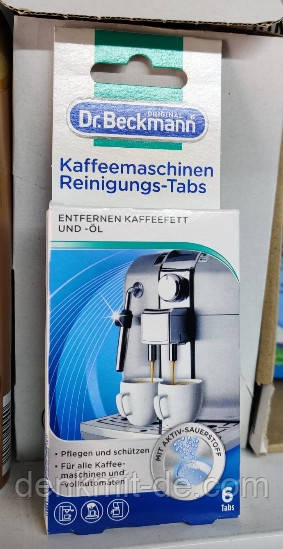 ORIGINAL
Dr.Beckmann
Kaffeemaschinen
Reinigungs-Tabs
ENTFERNEN KAFFEEFETT
UND -ÖL
MIT AKTIV-SAUERSTOFF
• Pflegen und schützen
• Für alle Kaffee-
maschinen und
-vollautomaten
denkmit-de.com
6
Tabs